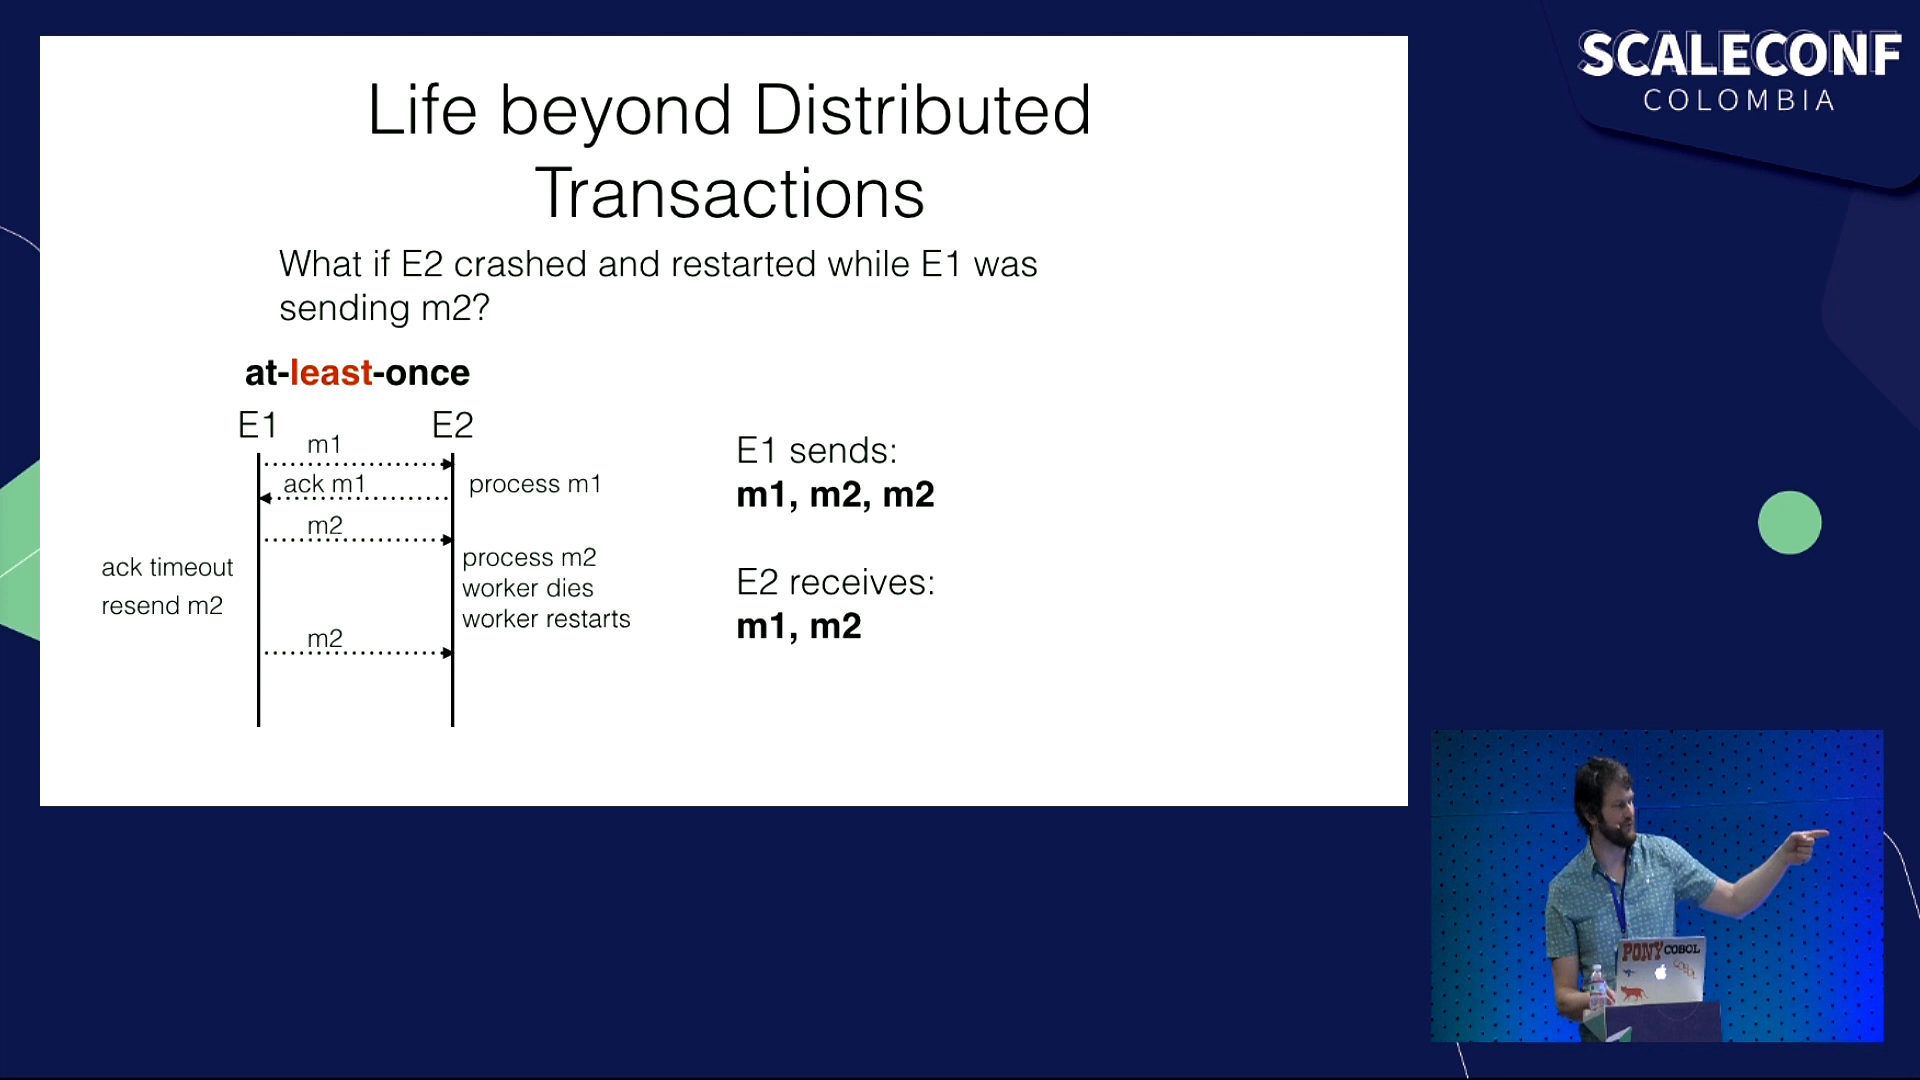 SCALECONF
COLOMBIA
Life beyond Distributed
Transactions
What if E2 crashed and restarted while E1 was
sending m2?
at-least-once
E1
E2
m1
ack m1
process m1
m2
ack timeout
resend m2
process m2
worker dies
worker restarts
m2
E1 sends:
m1, m2, m2
E2 receives:
m1, m2
PONY COBOL